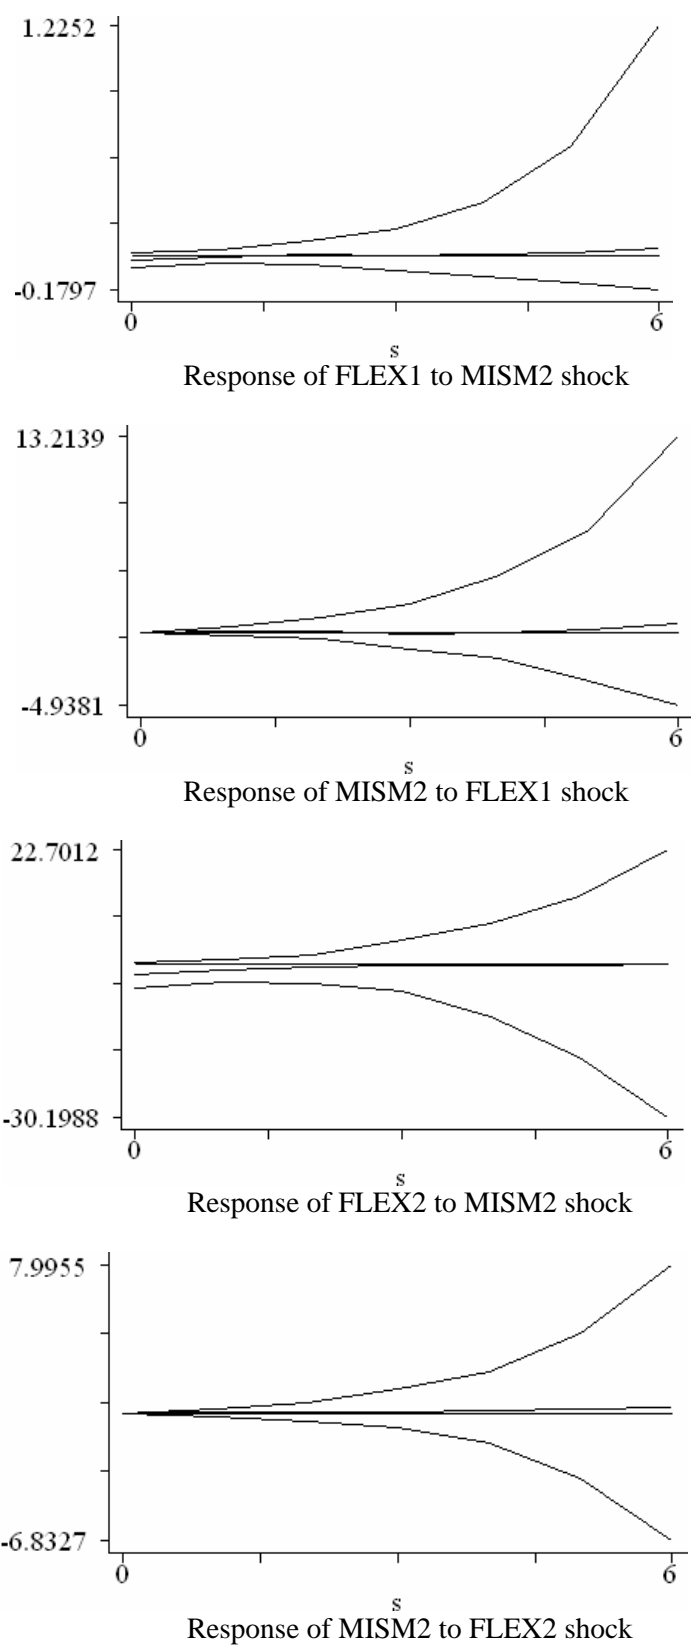 1.2252
-0.1797
0 6
s
Response of FLEX1 to MISM2 shock
13.2139
-4.9381
0 6
s
Response of MISM2 to FLEX1 shock
22.7012
-30.1988
0 6
s
Response of FLEX2 to MISM2 shock
7.9955
-6.8327
0 6
s
Response of MISM2 to FLEX2 shock